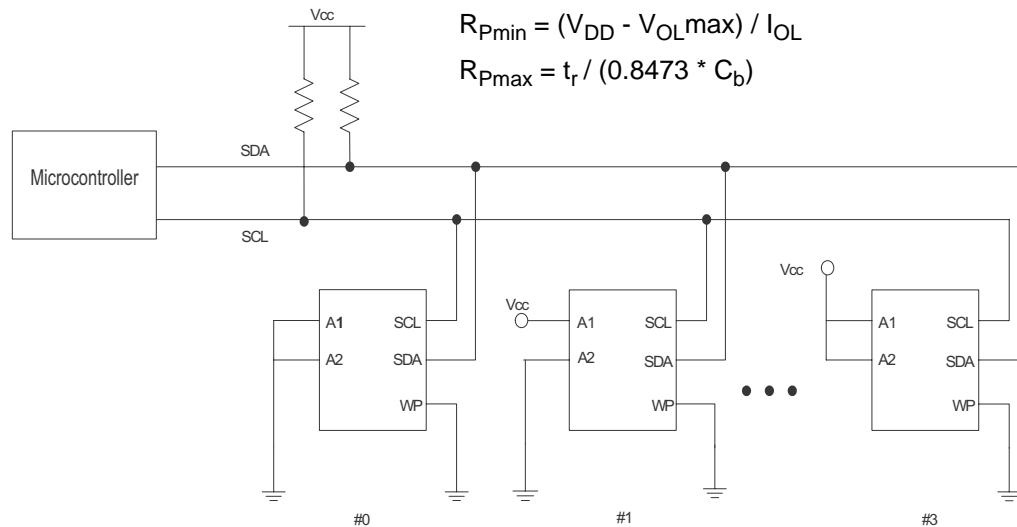 Vcc
R_Pmin = (V_DD - V_OLmax) / I_OL
R_Pmax = t_r / (0.8473 * C_b)
SDA
Microcontroller
SCL
Vcc
Vcc
A1
SCL
A2
SDA
WP
A1
SCL
A2
SDA
WP
A1
SCL
A2
SDA
WP
#0
#1
#3